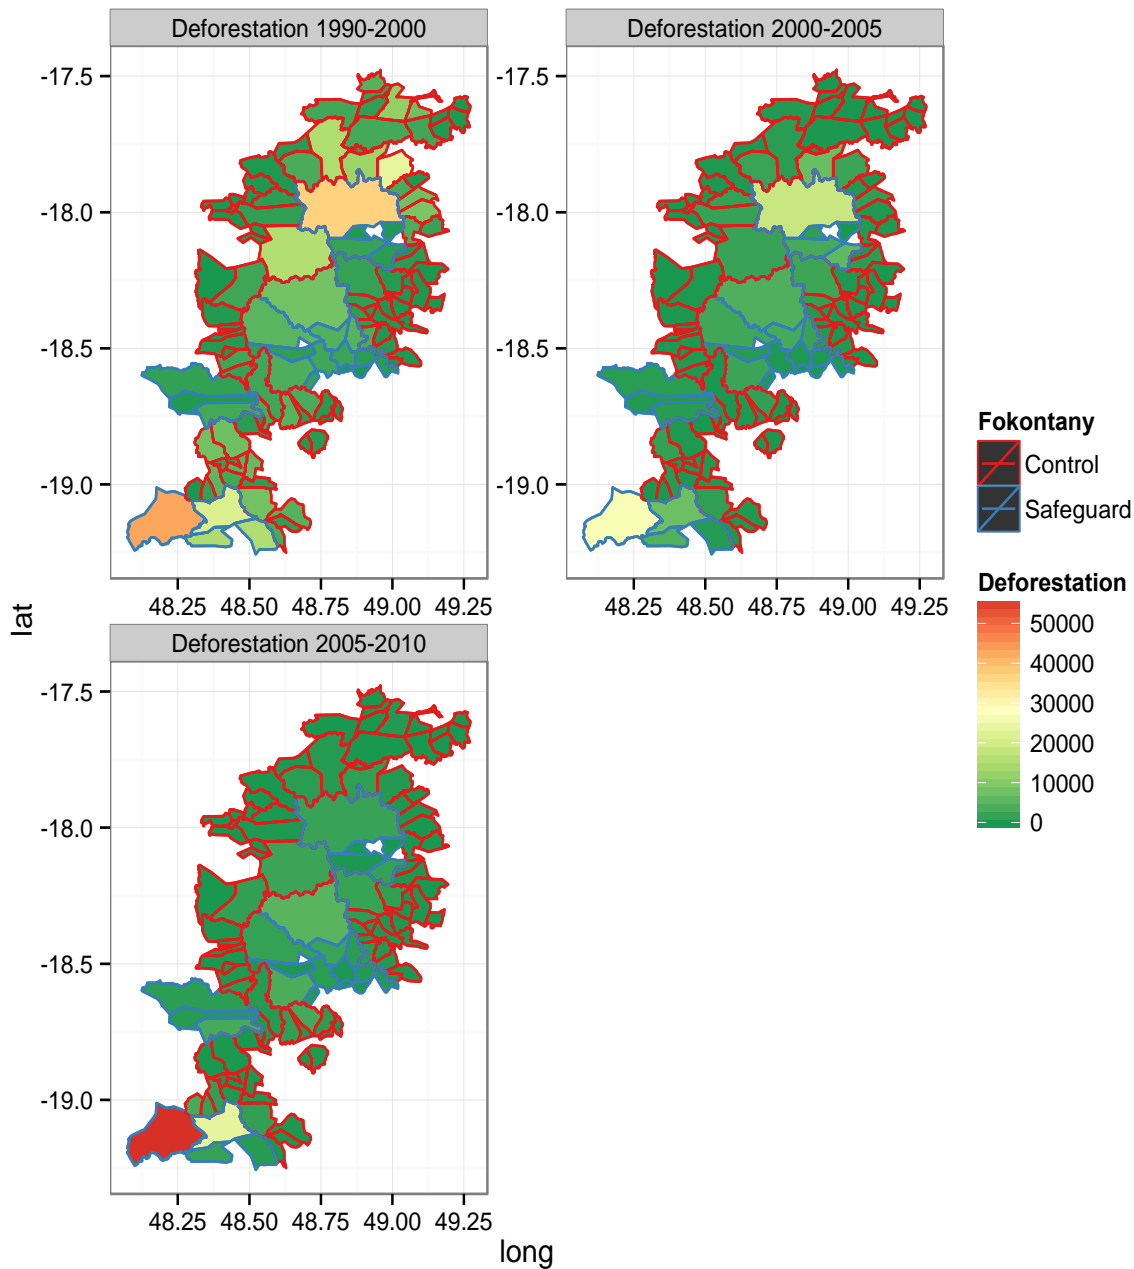 Deforestation 1990-2000
Deforestation 2000-2005
-17.5
-18.0
-18.5
-19.0
-17.5
-18.0
-18.5
-19.0
48.25 48.50 48.75 49.00 49.25
48.25 48.50 48.75 49.00 49.25
Deforestation 2005-2010
-17.5
-18.0
-18.5
-19.0
48.25 48.50 48.75 49.00 49.25
lat
long
Fokontany
Control
Safeguard
Deforestation
50000
40000
30000
20000
10000
0